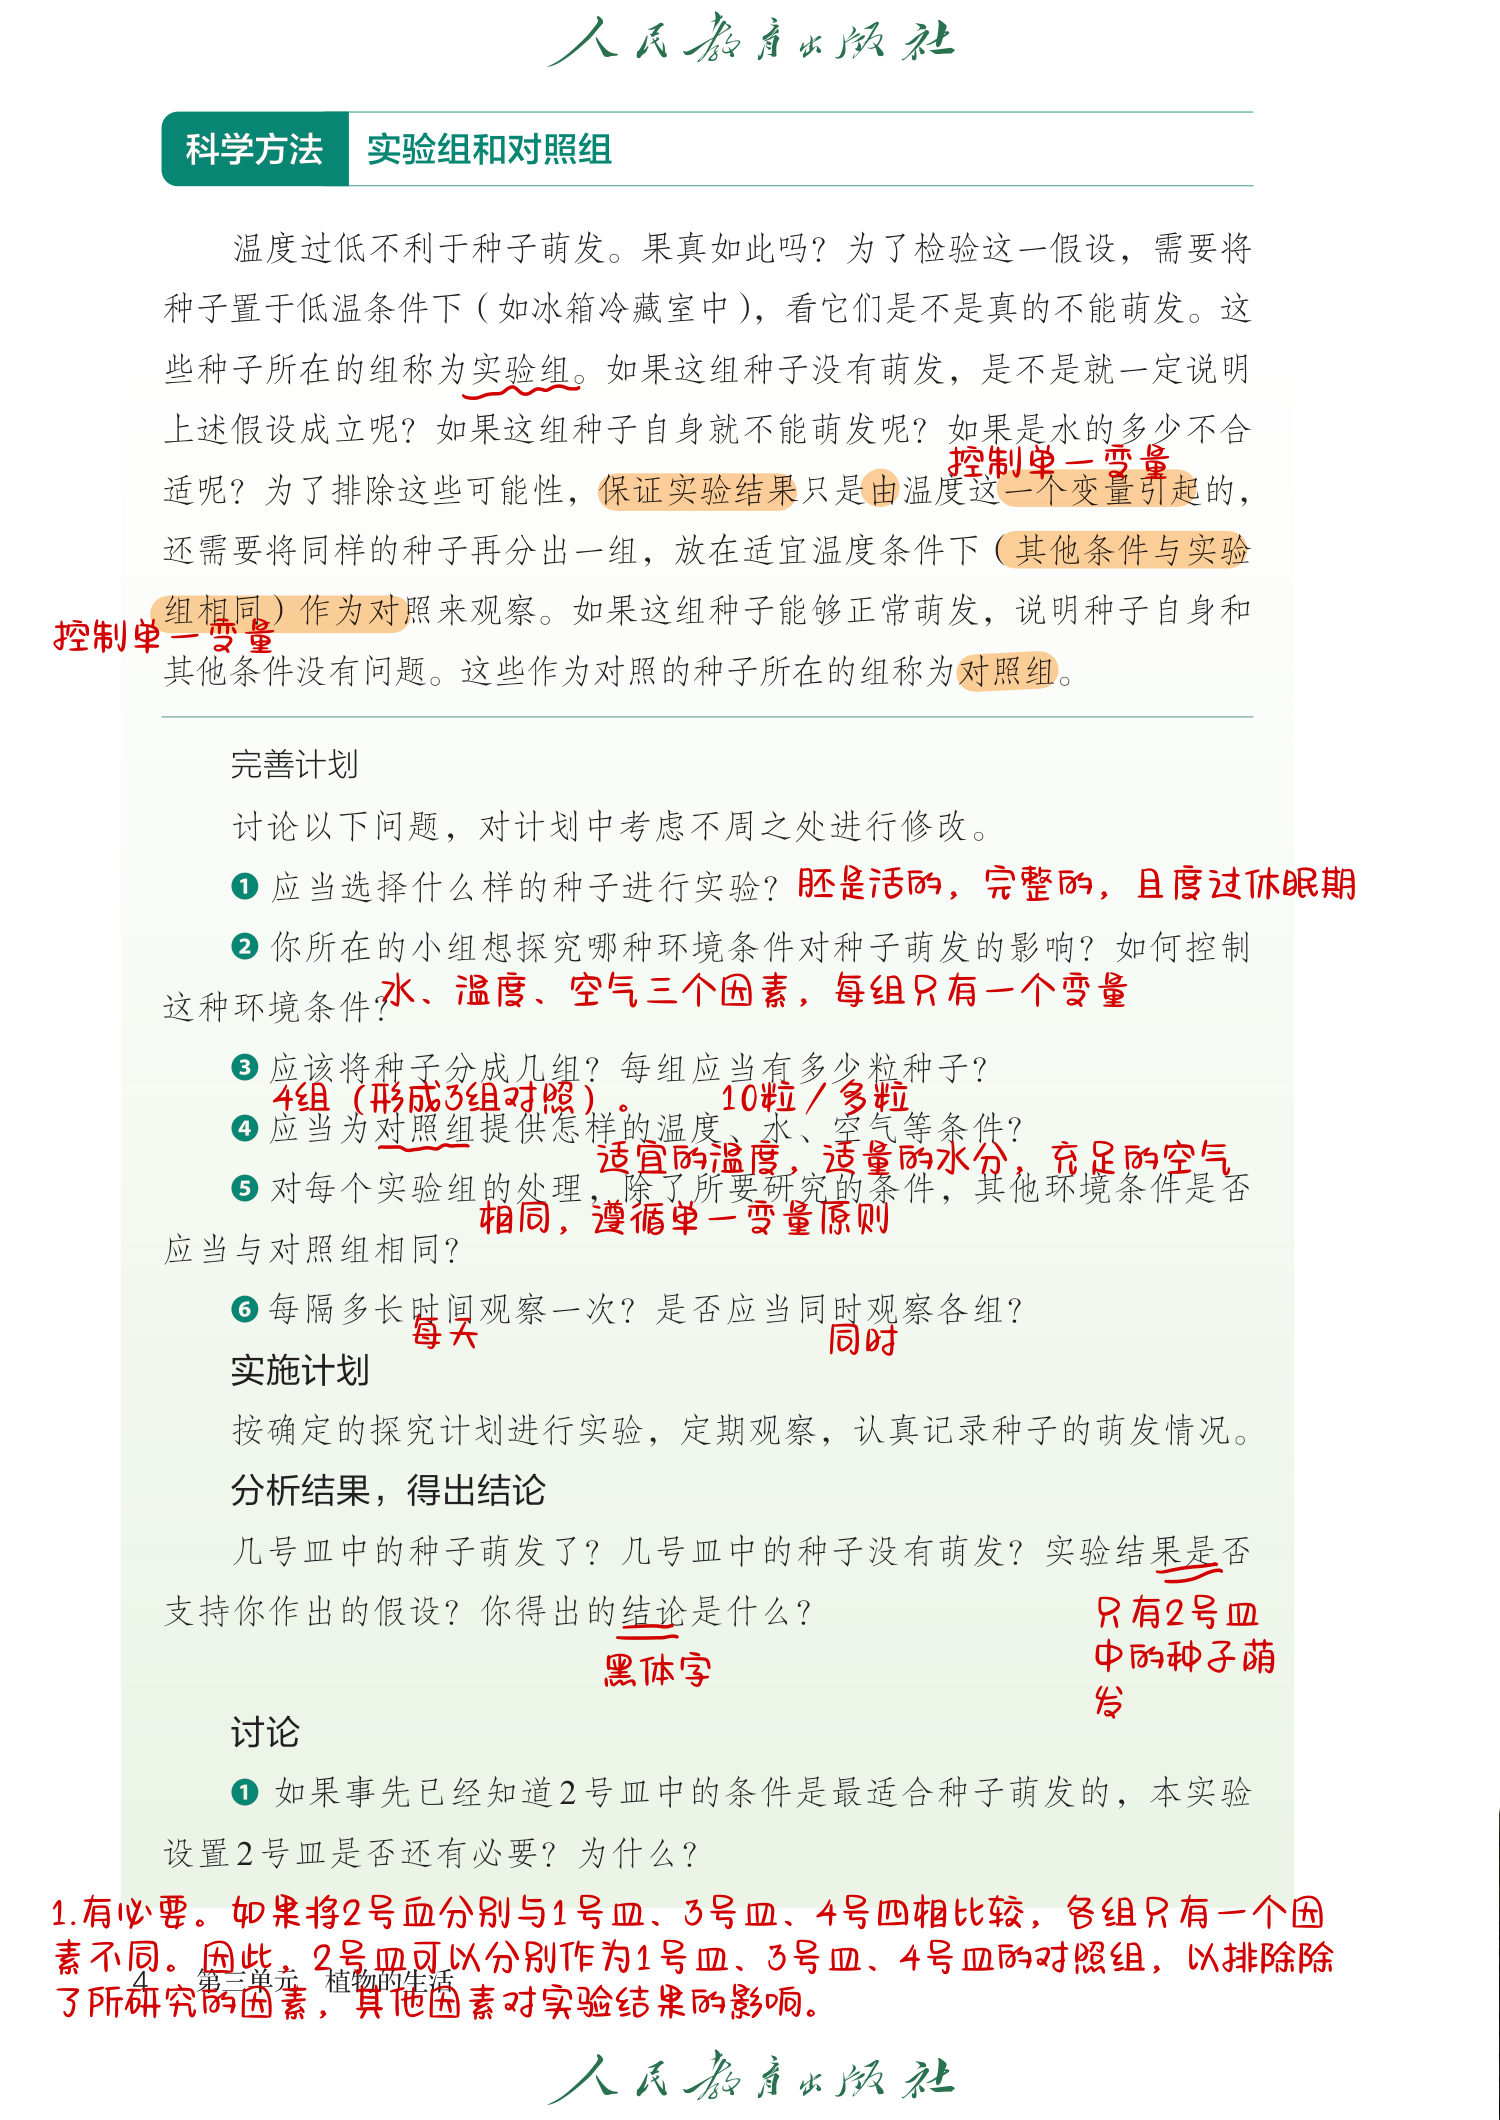 人民教育出版社
科学方法 实验组和对照组
温度过低不利于种子萌发。果真如此吗？为了检验这一假设，需要将
种子置于低温条件下（如冰箱冷藏室中），看它们是不是真的不能萌发。这
些种子所在的组称为实验组。如果这组种子没有萌发，是不是就一定说明
上述假设成立呢？如果这组种子自身就不能萌发呢？如果是水的多少不合
控制单一变量
适呢？为了排除这些可能性，保证实验结果只是由温度这一个变量引起的，
还需要将同样的种子再分出一组，放在适宜温度条件下（其他条件与实验
组相同）作为对照来观察。如果这组种子能够正常萌发，说明种子自身和
控制单一变量
其他条件没有问题。这些作为对照的种子所在的组称为对照组。
完善计划
讨论以下问题，对计划中考虑不周之处进行修改。
1 应当选择什么样的种子进行实验？胚是活的，完整的，且度过休眠期
2 你所在的小组想探究哪种环境条件对种子萌发的影响？如何控制
这种环境条件？水、温度、空气三个因素，每组只有一个变量
3 应该将种子分成几组？每组应当有多少粒种子？
4组（形成3组对照）。 10粒／多粒
4 应当为对照组提供怎样的温度、水、空气等条件？
适宜的温度，适量的水分，充足的空气
5 对每个实验组的处理，除了所要研究的条件，其他环境条件是否
相同，遵循单一变量原则
应当与对照组相同？
6 每隔多长时间观察一次？是否应当同时观察各组？
每天 同时
实施计划
按确定的探究计划进行实验，定期观察，认真记录种子的萌发情况。
分析结果，得出结论
几号皿中的种子萌发了？几号皿中的种子没有萌发？实验结果是否
支持你作出的假设？你得出的结论是什么？
只有2号皿
中的种子萌
发
黑体字
讨论
1 如果事先已经知道2号皿中的条件是最适合种子萌发的，本实验
设置2号皿是否还有必要？为什么？
1.有必要。如果将2号血分别与1号皿、3号皿、4号四相比较，各组只有一个因
素不同。因此，2号皿可以分别作为1号皿、3号皿、4号皿的对照组，以排除除
4 第三单元 植物的生活
了所研究的因素，其他因素对实验结果的影响。
人民教育出版社